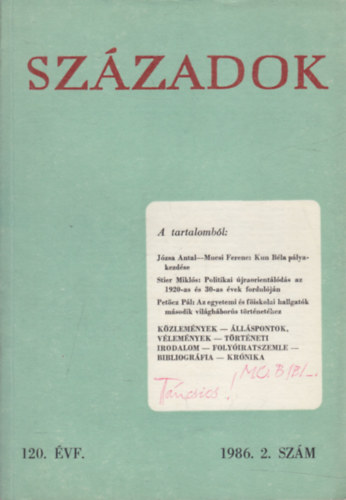 SZÁZADOK
A tartalomból:
Józsa Antal—Mucsi Ferenc: Kun Béla pálya-
kezdése
Stier Miklós: Politikai újraorientálódás az
1920-as és 30-as évek fordulóján
Petőcz Pál: Az egyetemi és főiskolai hallgatók
második világháborús történetéhez
KÖZLEMÉNYEK — ÁLLÁSPONTOK,
VÉLEMÉNYEK — TÖRTÉNETI
IRODALOM — FOLYÓIRATSZEMLE —
BIBLIOGRÁFIA — KRÓNIKA
Táncsics!
120. ÉVF. 1986. 2. SZÁM